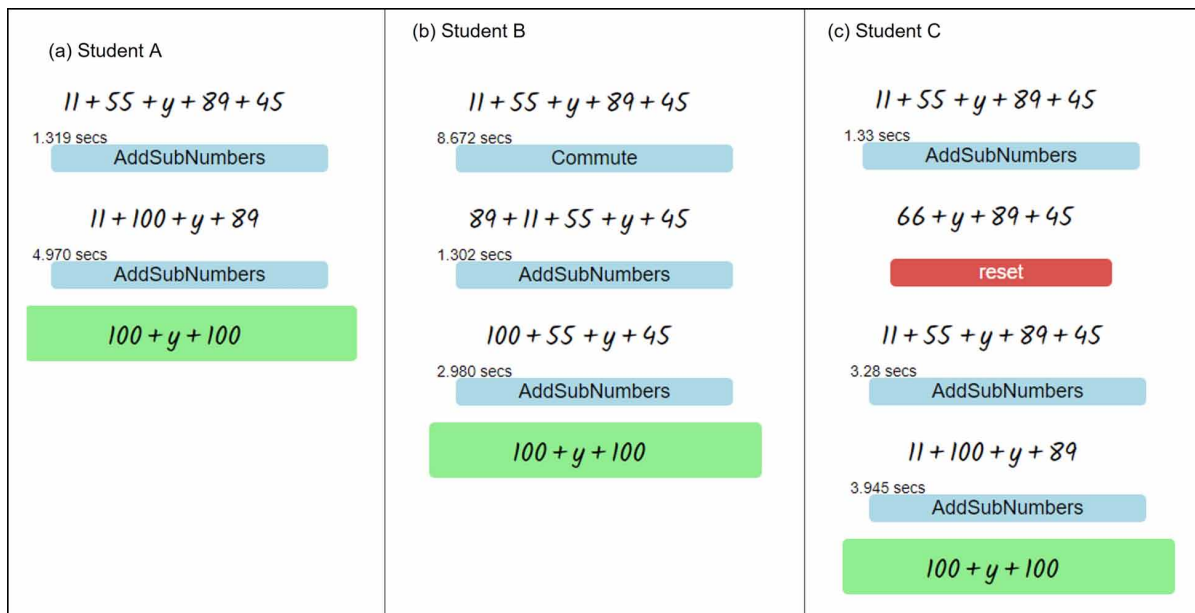 (a) Student A
11 + 55 + y + 89 + 45
1.319 secs
AddSubNumbers
11 + 100 + y + 89
4.970 secs
AddSubNumbers
100 + y + 100
(b) Student B
11 + 55 + y + 89 + 45
8.672 secs
Commute
89 + 11 + 55 + y + 45
1.302 secs
AddSubNumbers
100 + 55 + y + 45
2.980 secs
AddSubNumbers
100 + y + 100
(c) Student C
11 + 55 + y + 89 + 45
1.33 secs
AddSubNumbers
66 + y + 89 + 45
reset
11 + 55 + y + 89 + 45
3.28 secs
AddSubNumbers
11 + 100 + y + 89
3.945 secs
AddSubNumbers
100 + y + 100